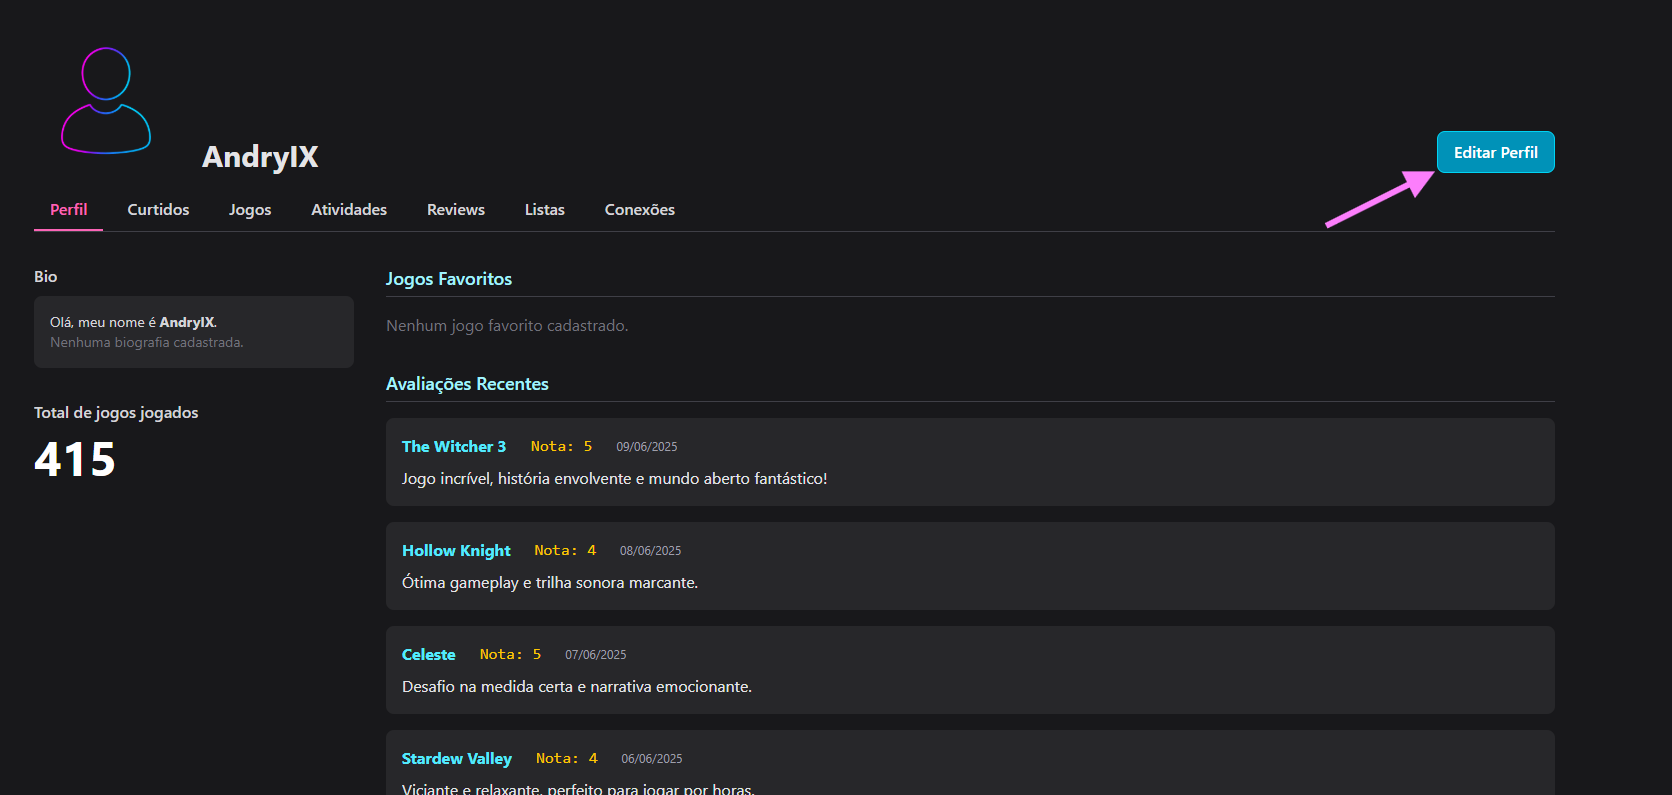 AndryIX
Editar Perfil
Perfil Curtidos Jogos Atividades Reviews Listas Conexões
Bio
Olá, meu nome é AndryIX.
Nenhuma biografia cadastrada.
Total de jogos jogados
415
Jogos Favoritos
Nenhum jogo favorito cadastrado.
Avaliações Recentes
The Witcher 3 Nota: 5 09/06/2025
Jogo incrível, história envolvente e mundo aberto fantástico!
Hollow Knight Nota: 4 08/06/2025
Ótima gameplay e trilha sonora marcante.
Celeste Nota: 5 07/06/2025
Desafio na medida certa e narrativa emocionante.
Stardew Valley Nota: 4 06/06/2025
Viciante e relaxante, perfeito para jogar por horas.